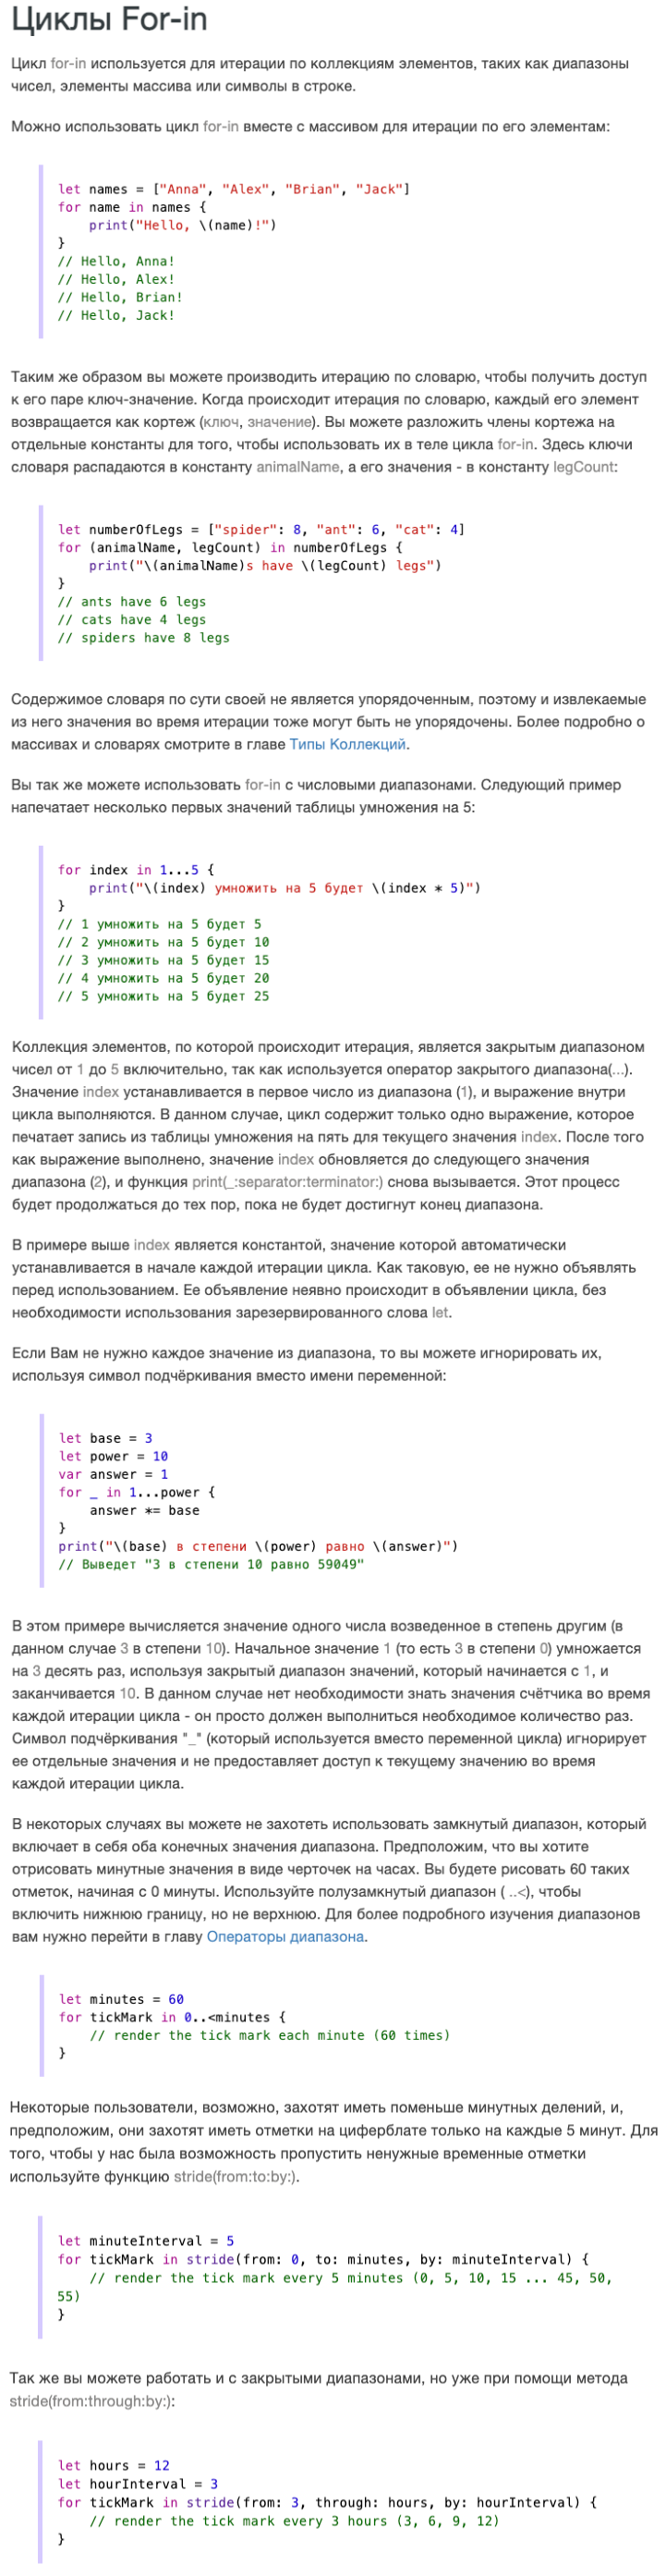 Циклы For-in
Цикл for-in используется для итерации по коллекциям элементов, таких как диапазоны
чисел, элементы массива или символы в строке.
Можно использовать цикл for-in вместе с массивом для итерации по его элементам:
let names = ["Anna", "Alex", "Brian", "Jack"]
for name in names {
    print("Hello, \(name)!")
}
// Hello, Anna!
// Hello, Alex!
// Hello, Brian!
// Hello, Jack!
Таким же образом вы можете производить итерацию по словарю, чтобы получить доступ
к его паре ключ-значение. Когда происходит итерация по словарю, каждый его элемент
возвращается как кортеж (ключ, значение). Вы можете разложить члены кортежа на
отдельные константы для того, чтобы использовать их в теле цикла for-in. Здесь ключи
словаря распадаются в константу animalName, а его значения - в константу legCount:
let numberOfLegs = ["spider": 8, "ant": 6, "cat": 4]
for (animalName, legCount) in numberOfLegs {
    print("\(animalName)s have \(legCount) legs")
}
// ants have 6 legs
// cats have 4 legs
// spiders have 8 legs
Содержимое словаря по сути своей не является упорядоченным, поэтому и извлекаемые
из него значения во время итерации тоже могут быть не упорядочены. Более подробно о
массивах и словарях смотрите в главе Типы Коллекций.
Вы так же можете использовать for-in с числовыми диапазонами. Следующий пример
напечатает несколько первых значений таблицы умножения на 5:
for index in 1...5 {
    print("\(index) умножить на 5 будет \(index * 5)")
}
// 1 умножить на 5 будет 5
// 2 умножить на 5 будет 10
// 3 умножить на 5 будет 15
// 4 умножить на 5 будет 20
// 5 умножить на 5 будет 25
Коллекция элементов, по которой происходит итерация, является закрытым диапазоном
чисел от 1 до 5 включительно, так как используется оператор закрытого диапазона(...).
Значение index устанавливается в первое число из диапазона (1), и выражение внутри
цикла выполняются. В данном случае, цикл содержит только одно выражение, которое
печатает запись из таблицы умножения на пять для текущего значения index. После того
как выражение выполнено, значение index обновляется до следующего значения
диапазона (2), и функция print(_:separator:terminator:) снова вызывается. Этот процесс
будет продолжаться до тех пор, пока не будет достигнут конец диапазона.
В примере выше index является константой, значение которой автоматически
устанавливается в начале каждой итерации цикла. Как таковую, ее не нужно объявлять
перед использованием. Ее объявление неявно происходит в объявлении цикла, без
необходимости использования зарезервированного слова let.
Если Вам не нужно каждое значение из диапазона, то вы можете игнорировать их,
используя символ подчёркивания вместо имени переменной:
let base = 3
let power = 10
var answer = 1
for _ in 1...power {
    answer *= base
}
print("\(base) в степени \(power) равно \(answer)")
// Выведет "3 в степени 10 равно 59049"
В этом примере вычисляется значение одного числа возведенное в степень другим (в
данном случае 3 в степени 10). Начальное значение 1 (то есть 3 в степени 0) умножается
на 3 десять раз, используя закрытый диапазон значений, который начинается с 1, и
заканчивается 10. В данном случае нет необходимости знать значения счётчика во время
каждой итерации цикла - он просто должен выполниться необходимое количество раз.
Символ подчёркивания "_" (который используется вместо переменной цикла) игнорирует
ее отдельные значения и не предоставляет доступ к текущему значению во время
каждой итерации цикла.
В некоторых случаях вы можете не захотеть использовать замкнутый диапазон, который
включает в себя оба конечных значения диапазона. Предположим, что вы хотите
отрисовать минутные значения в виде черточек на часах. Вы будете рисовать 60 таких
отметок, начиная с 0 минуты. Используйте полузамкнутый диапазон ( ..<), чтобы
включить нижнюю границу, но не верхнюю. Для более подробного изучения диапазонов
вам нужно перейти в главу Операторы диапазона.
let minutes = 60
for tickMark in 0..<minutes {
    // render the tick mark each minute (60 times)
}
Некоторые пользователи, возможно, захотят иметь поменьше минутных делений, и,
предположим, они захотят иметь отметки на циферблате только на каждые 5 минут. Для
того, чтобы у нас была возможность пропустить ненужные временные отметки
используйте функцию stride(from:to:by:).
let minuteInterval = 5
for tickMark in stride(from: 0, to: minutes, by: minuteInterval) {
    // render the tick mark every 5 minutes (0, 5, 10, 15 ... 45, 50,
55)
}
Так же вы можете работать и с закрытыми диапазонами, но уже при помощи метода
stride(from:through:by:):
let hours = 12
let hourInterval = 3
for tickMark in stride(from: 3, through: hours, by: hourInterval) {
    // render the tick mark every 3 hours (3, 6, 9, 12)
}